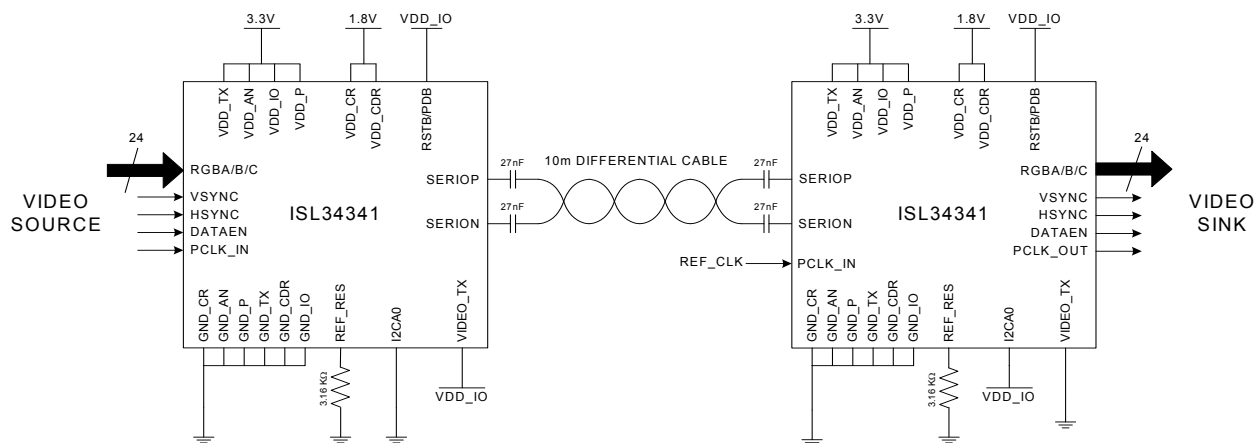 3.3V
1.8V
VDD_IO
3.3V
1.8V
VDD_IO
VDD_TX
VDD_AN
VDD_IO
VDD_P
VDD_CR
VDD_CDR
RSTB/PDB
VDD_TX
VDD_AN
VDD_IO
VDD_P
VDD_CR
VDD_CDR
RSTB/PDB
24
24
RGBA/B/C
VSYNC
HSYNC
DATAEN
PCLK_IN
VIDEO
SOURCE
ISL34341
SERIOP
SERION
27nF
27nF
10m DIFFERENTIAL CABLE
27nF
27nF
SERIOP
SERION
REF_CLK
PCLK_IN
ISL34341
RGBA/B/C
VSYNC
HSYNC
DATAEN
PCLK_OUT
VIDEO
SINK
GND_CR
GND_AN
GND_P
GND_TX
GND_CDR
GND_IO
REF_RES
I2CA0
VIDEO_TX
3.16 KΩ
VDD_IO
GND_CR
GND_AN
GND_P
GND_TX
GND_CDR
GND_IO
REF_RES
I2CA0
VIDEO_TX
3.16 KΩ
VDD_IO